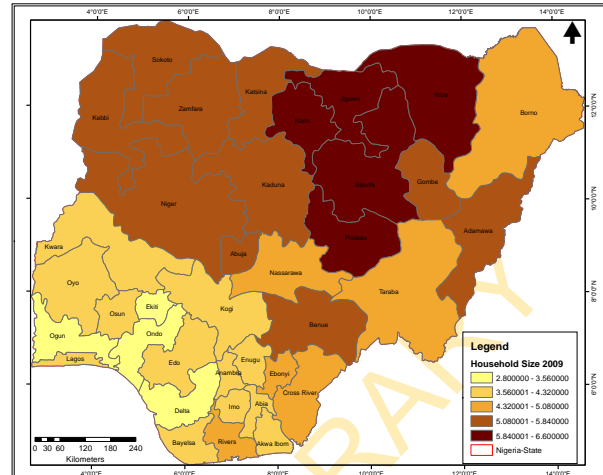 4°0'0"E 6°0'0"E 8°0'0"E 10°0'0"E 12°0'0"E 14°0'0"E
Sokoto
Katsina
Zamfara
Kebbi
Jigawa
Yobe
Kano
Borno
12°0'0"N
Kaduna
Bauchi
Gombe
Niger
10°0'0"N
Adamawa
Plateau
Abuja
Kwara
Nassarawa
Taraba
Oyo
8°0'0"N
Kogi
Osun
Ekiti
Ondo
Benue
Ogun
Lagos
Edo
Enugu
Anambra
Ebonyi
Cross River
6°0'0"N
Delta
Imo
Abia
Bayelsa
Rivers
Akwa Ibom
Legend
Household Size 2009
2.800000 - 3.560000
3.560001 - 4.320000
4.320001 - 5.080000
5.080001 - 5.840000
5.840001 - 6.600000
Nigeria-State
0 30 60 120 180 240
Kilometers
4°0'0"E 6°0'0"E 8°0'0"E 10°0'0"E 12°0'0"E 14°0'0"E
RARY